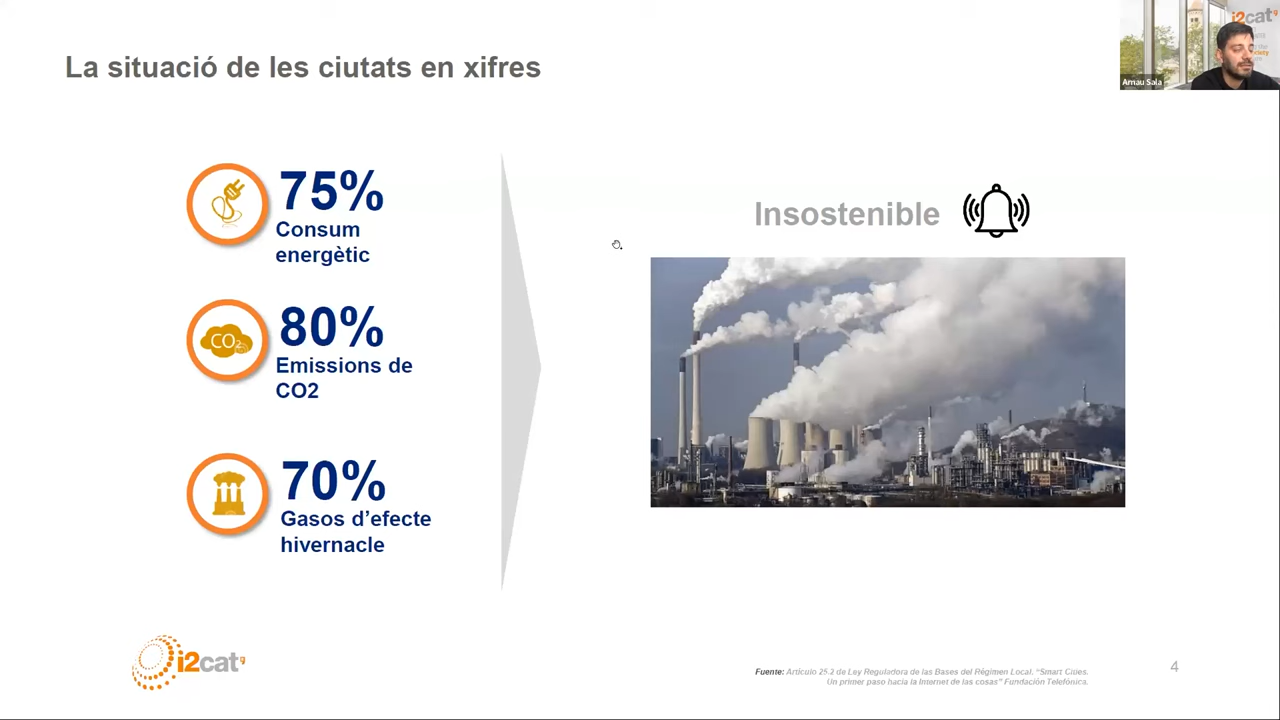 La situació de les ciutats en xifres
i2cat
Arnau Sala
75%
Consum
energètic
80%
CO2
Emissions de
CO2
70%
Gasos d'efecte
hivernacle
Insostenible
i2cat
Fuente: Artículo 25.2 de Ley Reguladora de las Bases del Régimen Local. "Smart Cities.
Un primer paso hacia la Internet de las cosas" Fundación Telefónica.
4